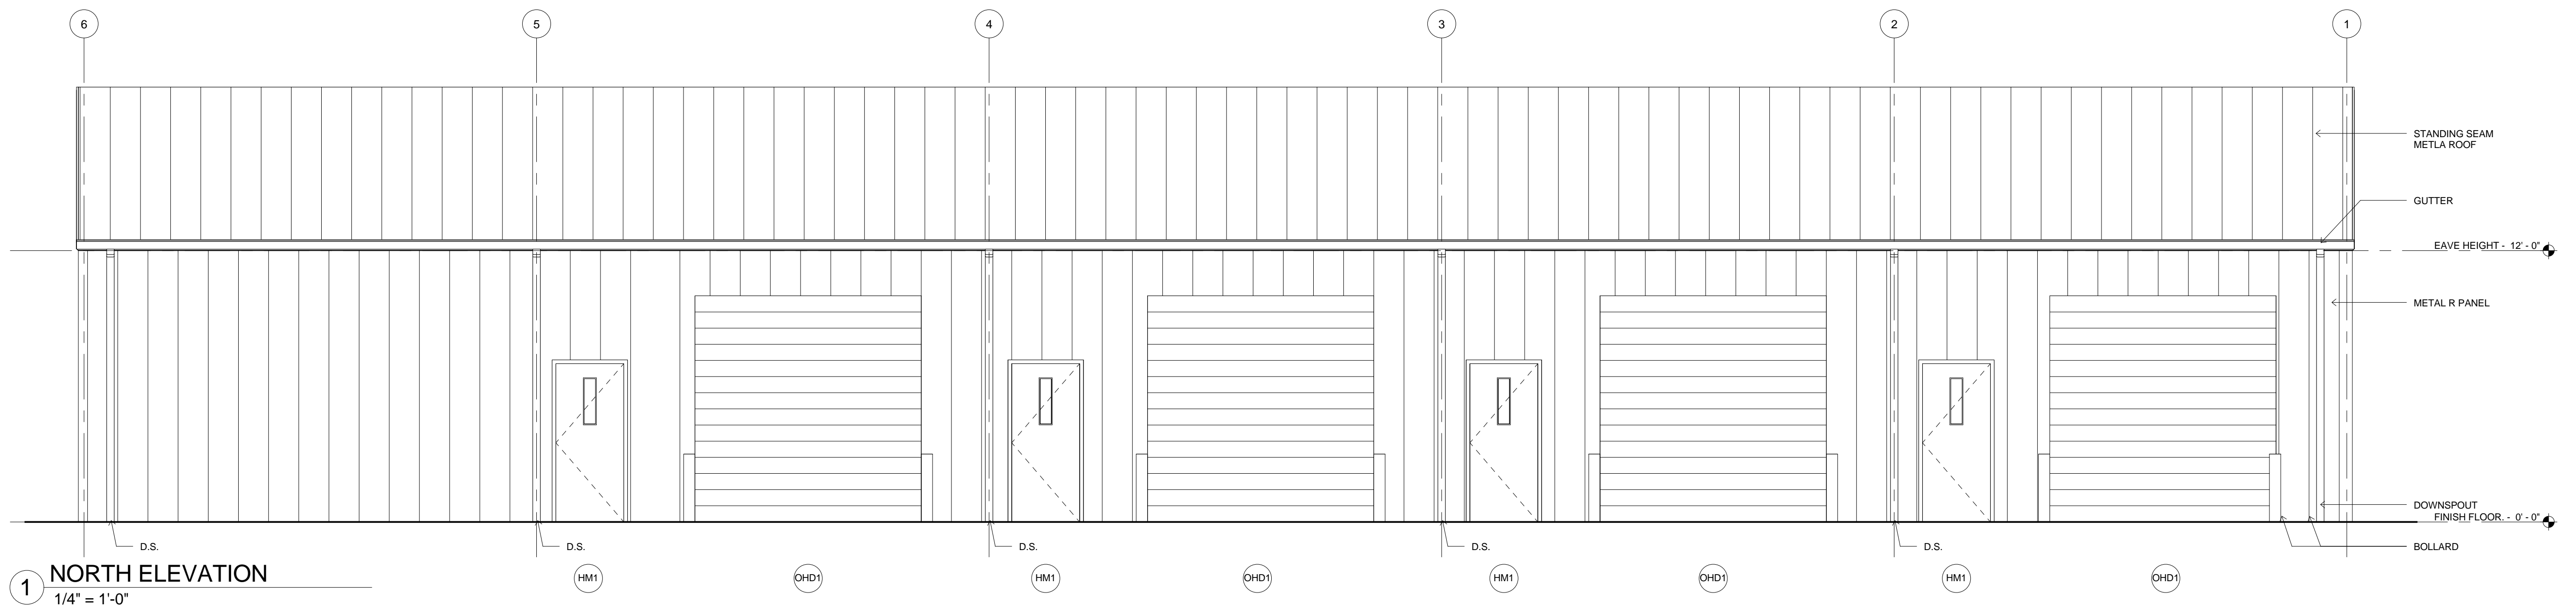 6
5
4
3
2
1
STANDING SEAM
METLA ROOF
GUTTER
EAVE HEIGHT - 12' - 0"
METAL R PANEL
DOWNSPOUT
FINISH FLOOR. - 0' - 0"
D.S.
D.S.
D.S.
D.S.
D.S.
BOLLARD
HM1
OHD1
HM1
OHD1
HM1
OHD1
HM1
OHD1
1
NORTH ELEVATION
1/4" = 1'-0"